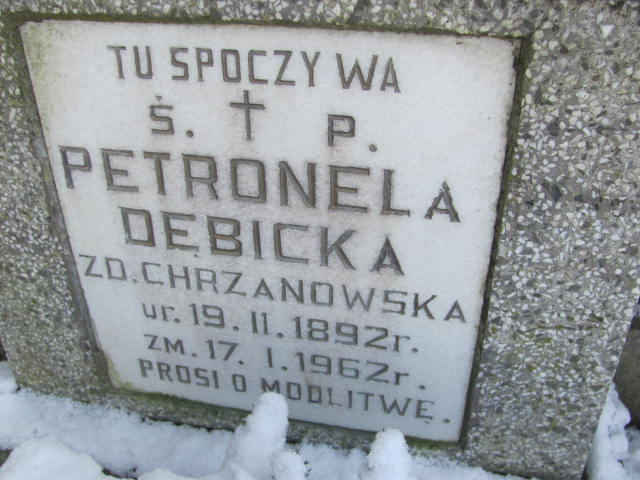 TU SPOCZYWA
Ś. † P.
PETRONELA
DĘBICKA
ZD. CHRZANOWSKA
ur. 19. II. 1892r.
ZM. 17. I. 1962r.
PROSI O MODLITWĘ.